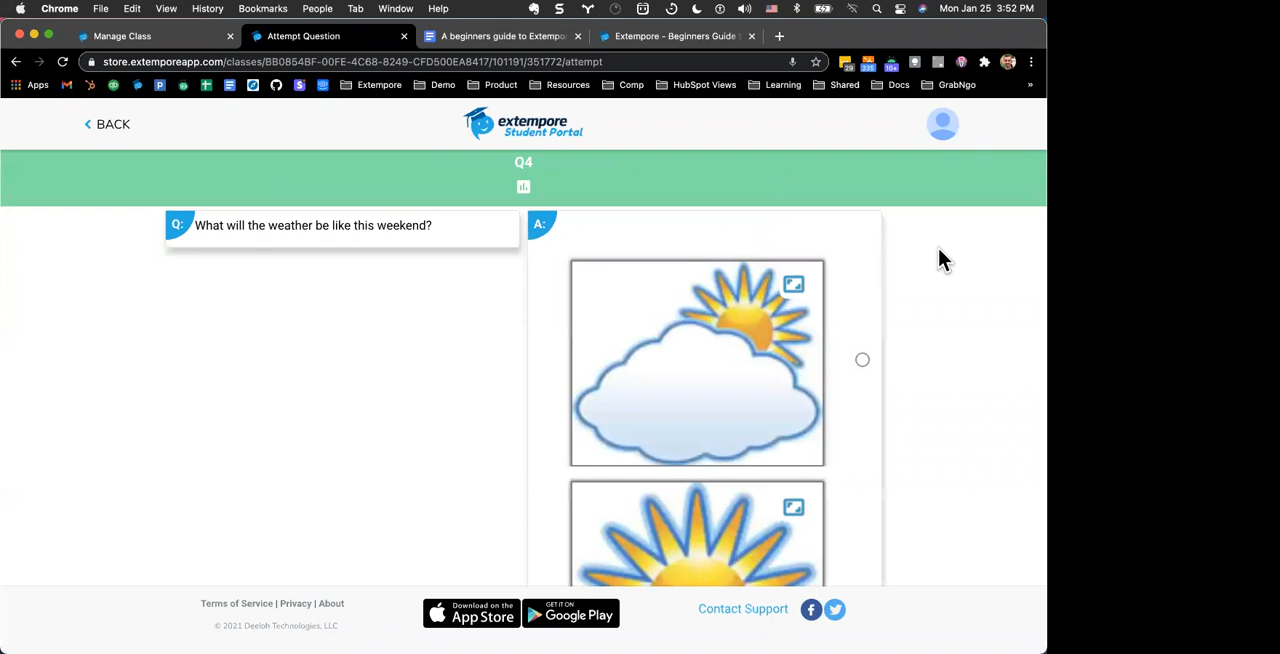 Chrome File Edit View History Bookmarks People Tab Window Help Mon Jan 25 3:52 PM
Manage Class Attempt Question A beginners guide to Extempo Extempore - Beginners Guide
store.extemporeapp.com/classes/BB0854BF-00FE-4C68-8249-CFD500EA8417/101191/351772/attempt
Apps Extempore Demo Product Resources Comp HubSpot Views Learning Shared Docs GrabNgo »
BACK
extempore
Student Portal
Q4
Q: What will the weather be like this weekend?
A:
Terms of Service | Privacy | About
© 2021 Deeloh Technologies, LLC
Download on the
App Store
GET IT ON
Google Play
Contact Support